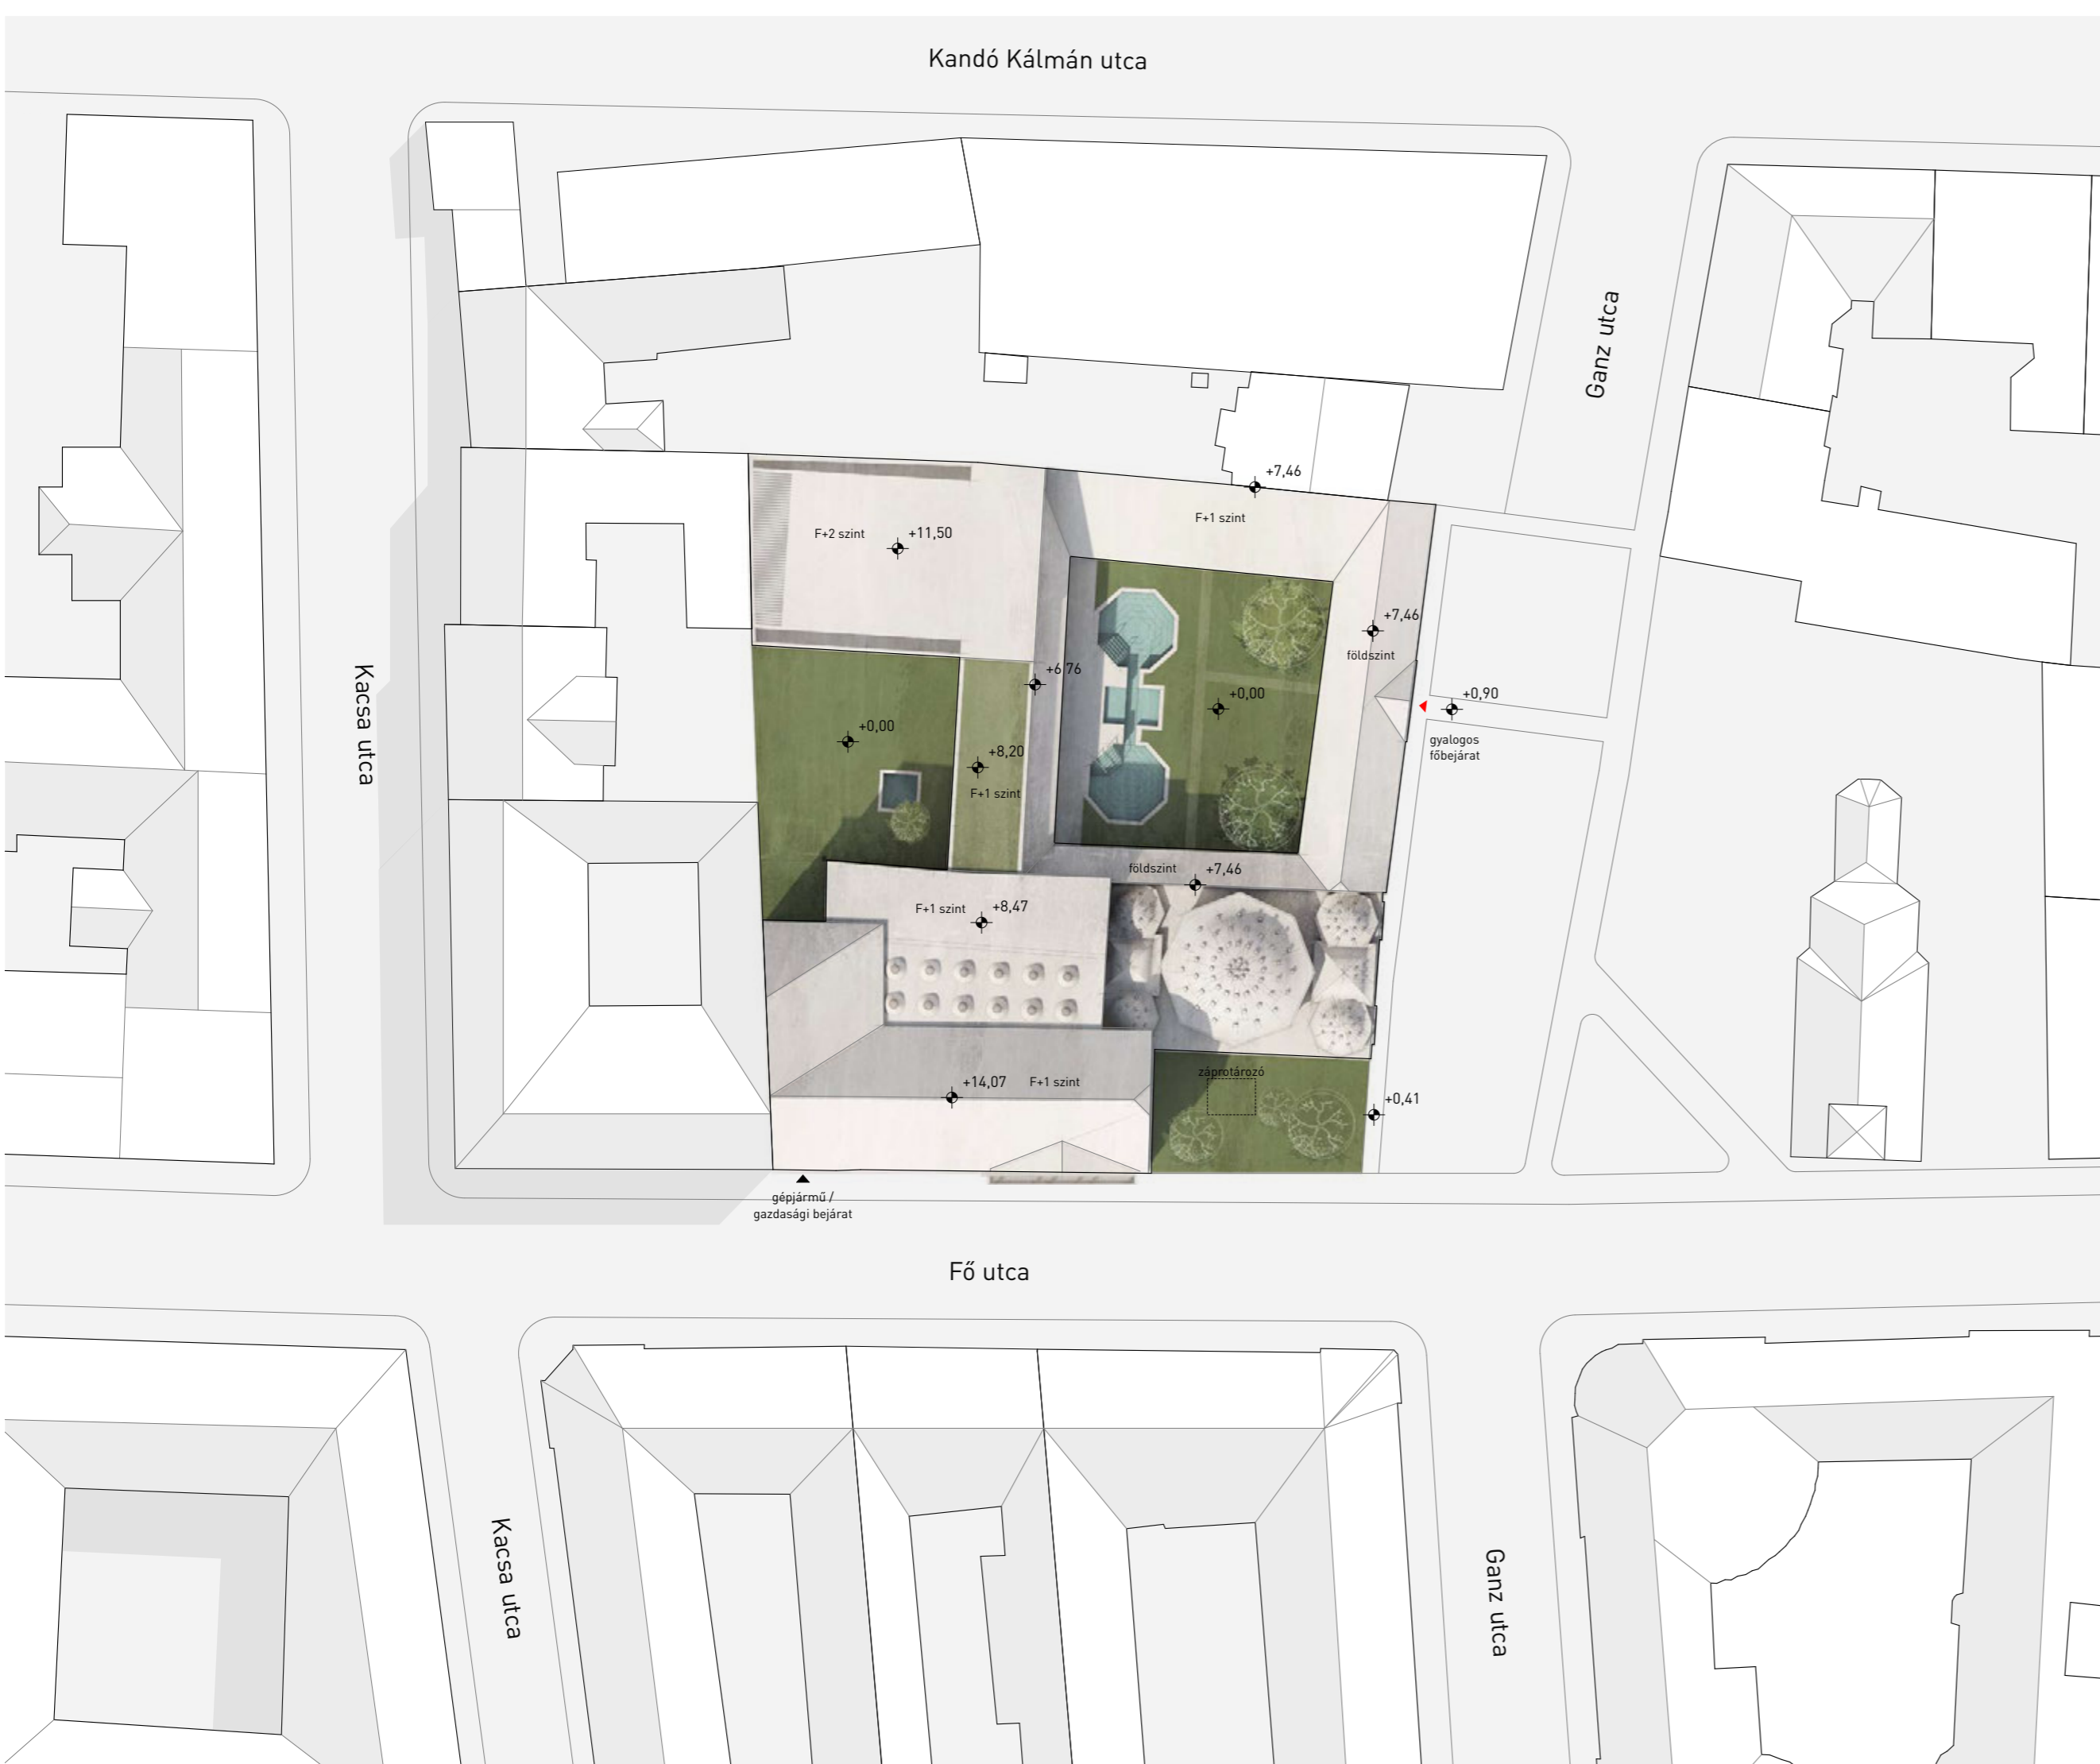 Kandó Kálmán utca
Ganz utca
+7,46
F+1 szint
F+2 szint
+11,50
+7,46
földszint
+6,76
+0,00
+0,90
gyalogos
főbejárat
Kacsa utca
+0,00
+8,20
F+1 szint
földszint
+7,46
F+1 szint
+8,47
záprotározó
+14,07
F+1 szint
+0,41
gépjármű /
gazdasági bejárat
Fő utca
Kacsa utca
Ganz utca